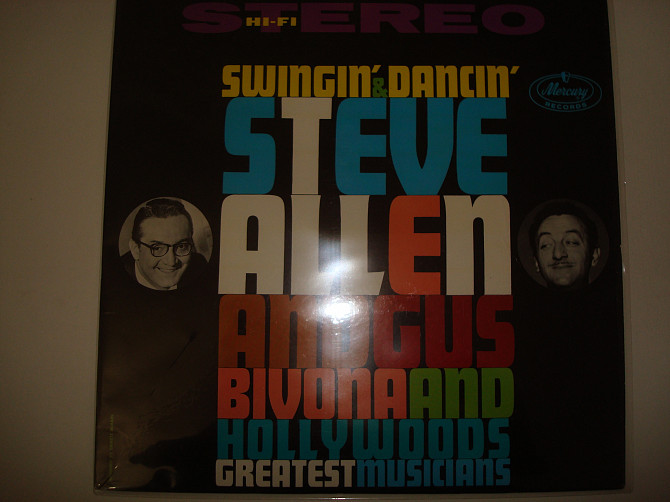 STEREO
HI-FI
SWINGIN' & DANCIN'
Mercury
RECORDS
STEVE
ALLEN
AND GUS
BIVONA AND
HOLLYWOODS
GREATEST MUSICIANS